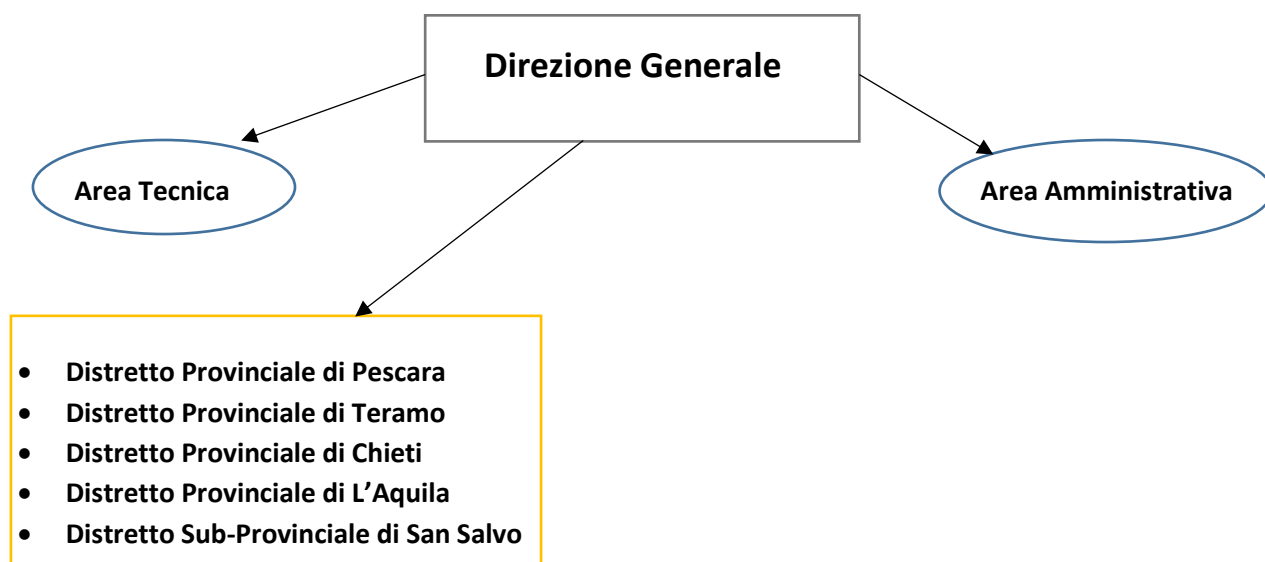 Direzione Generale
Area Tecnica
Area Amministrativa
• Distretto Provinciale di Pescara
• Distretto Provinciale di Teramo
• Distretto Provinciale di Chieti
• Distretto Provinciale di L’Aquila
• Distretto Sub-Provinciale di San Salvo